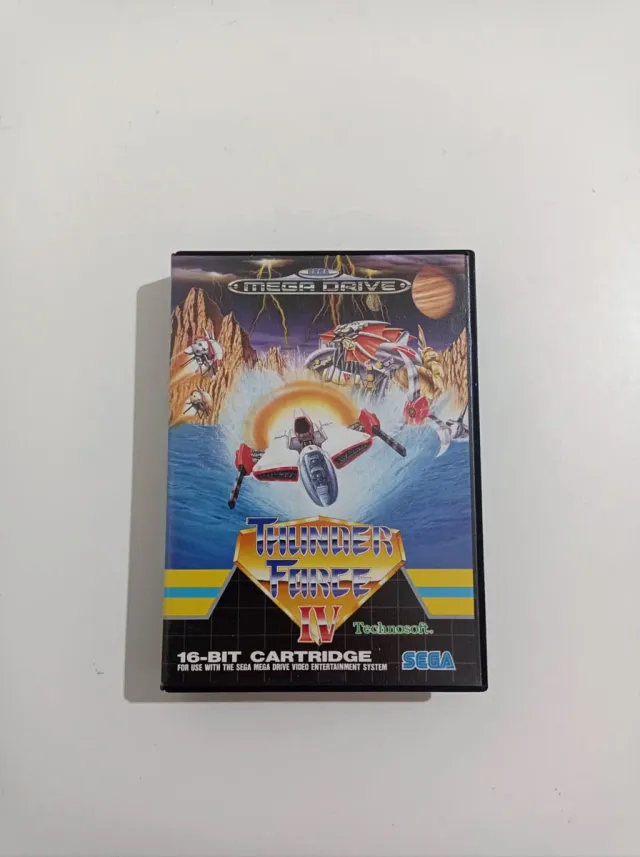 SEGA
MEGA DRIVE
THUNDER
FORCE
IV
Technosoft.
16-BIT CARTRIDGE
FOR USE WITH THE SEGA MEGA DRIVE VIDEO ENTERTAINMENT SYSTEM
SEGA